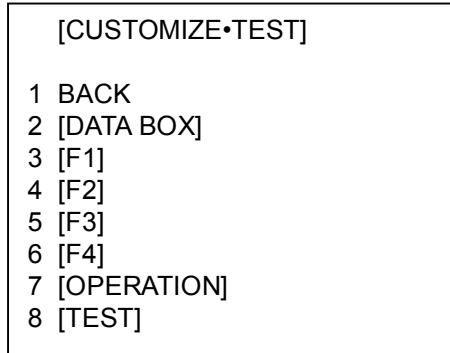 [CUSTOMIZE•TEST]
1 BACK
2 [DATA BOX]
3 [F1]
4 [F2]
5 [F3]
6 [F4]
7 [OPERATION]
8 [TEST]